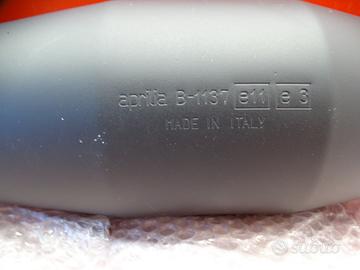 aprilia B-1137 e11 e 3
MADE IN ITALY
subito